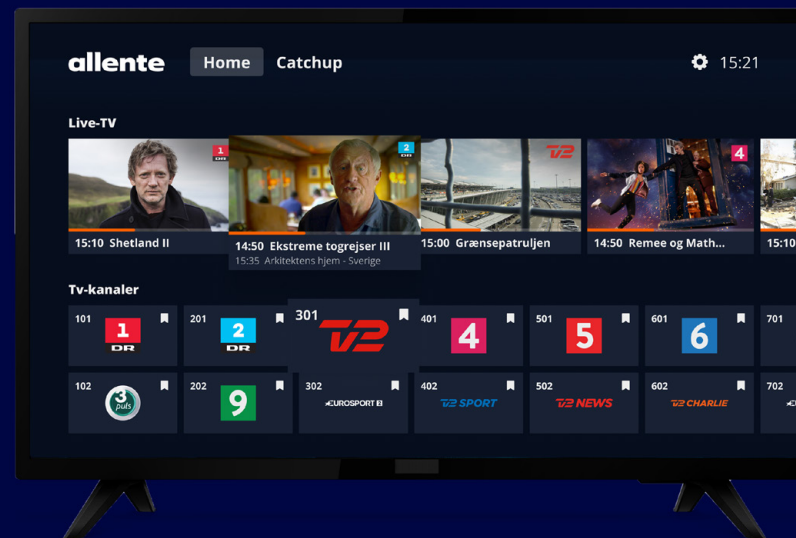 allente Home Catchup 15:21
Live-TV
1 DR 2 DR TV2 4
15:10 Shetland II
14:50 Ekstreme togrejser III
15:35 Arkitektens hjem - Sverige
15:00 Grænsepatruljen
14:50 Remee og Math...
15:10
Tv-kanaler
101 1 DR
201 2 DR
301 TV2
401 4
501 5
601 6
701
102 3 puls
202 9
302 EUROSPORT 2
402 TV2 SPORT
502 TV2 NEWS
602 TV2 CHARLIE
702